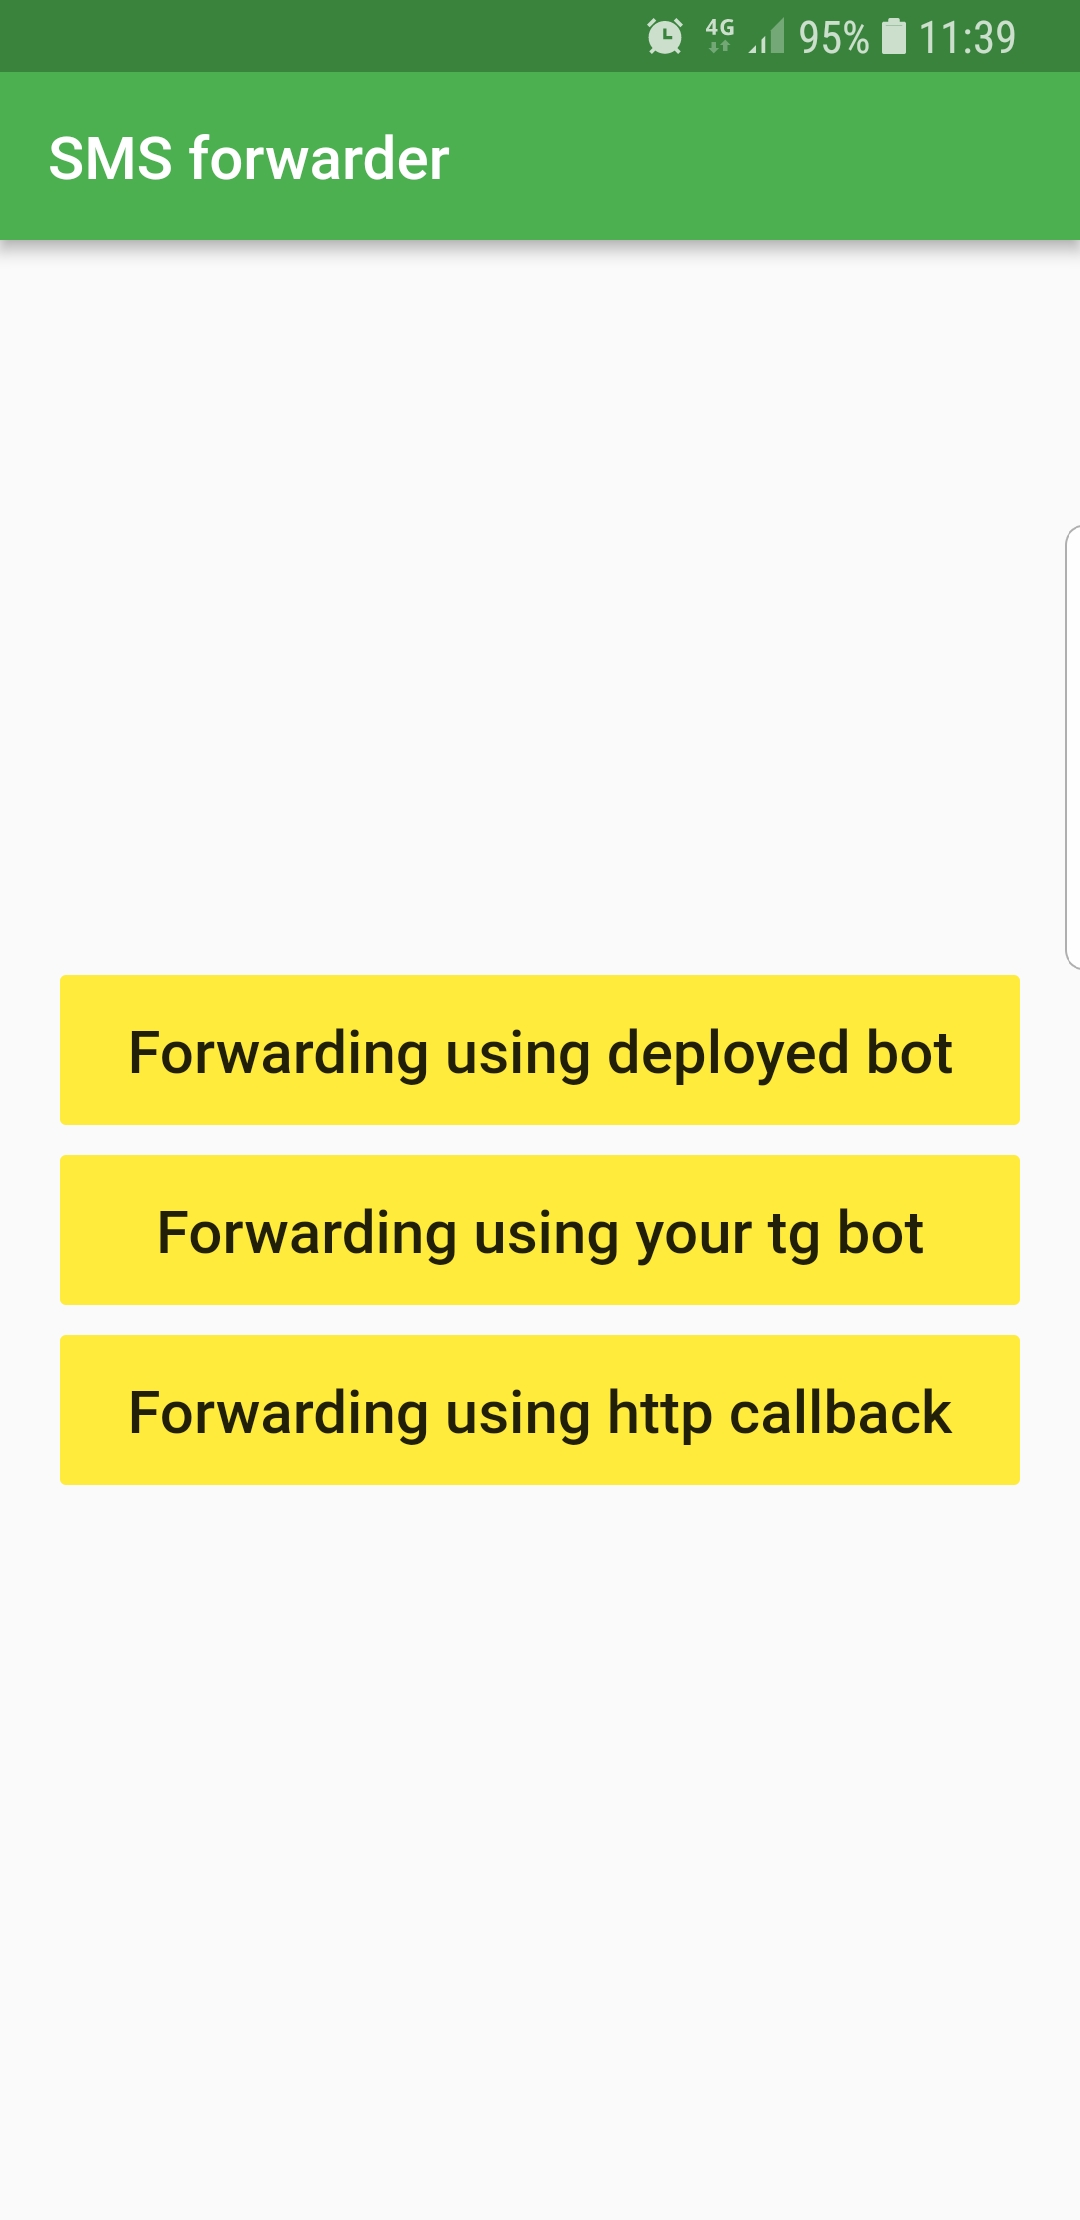 4G 95% 11:39
SMS forwarder
Forwarding using deployed bot
Forwarding using your tg bot
Forwarding using http callback